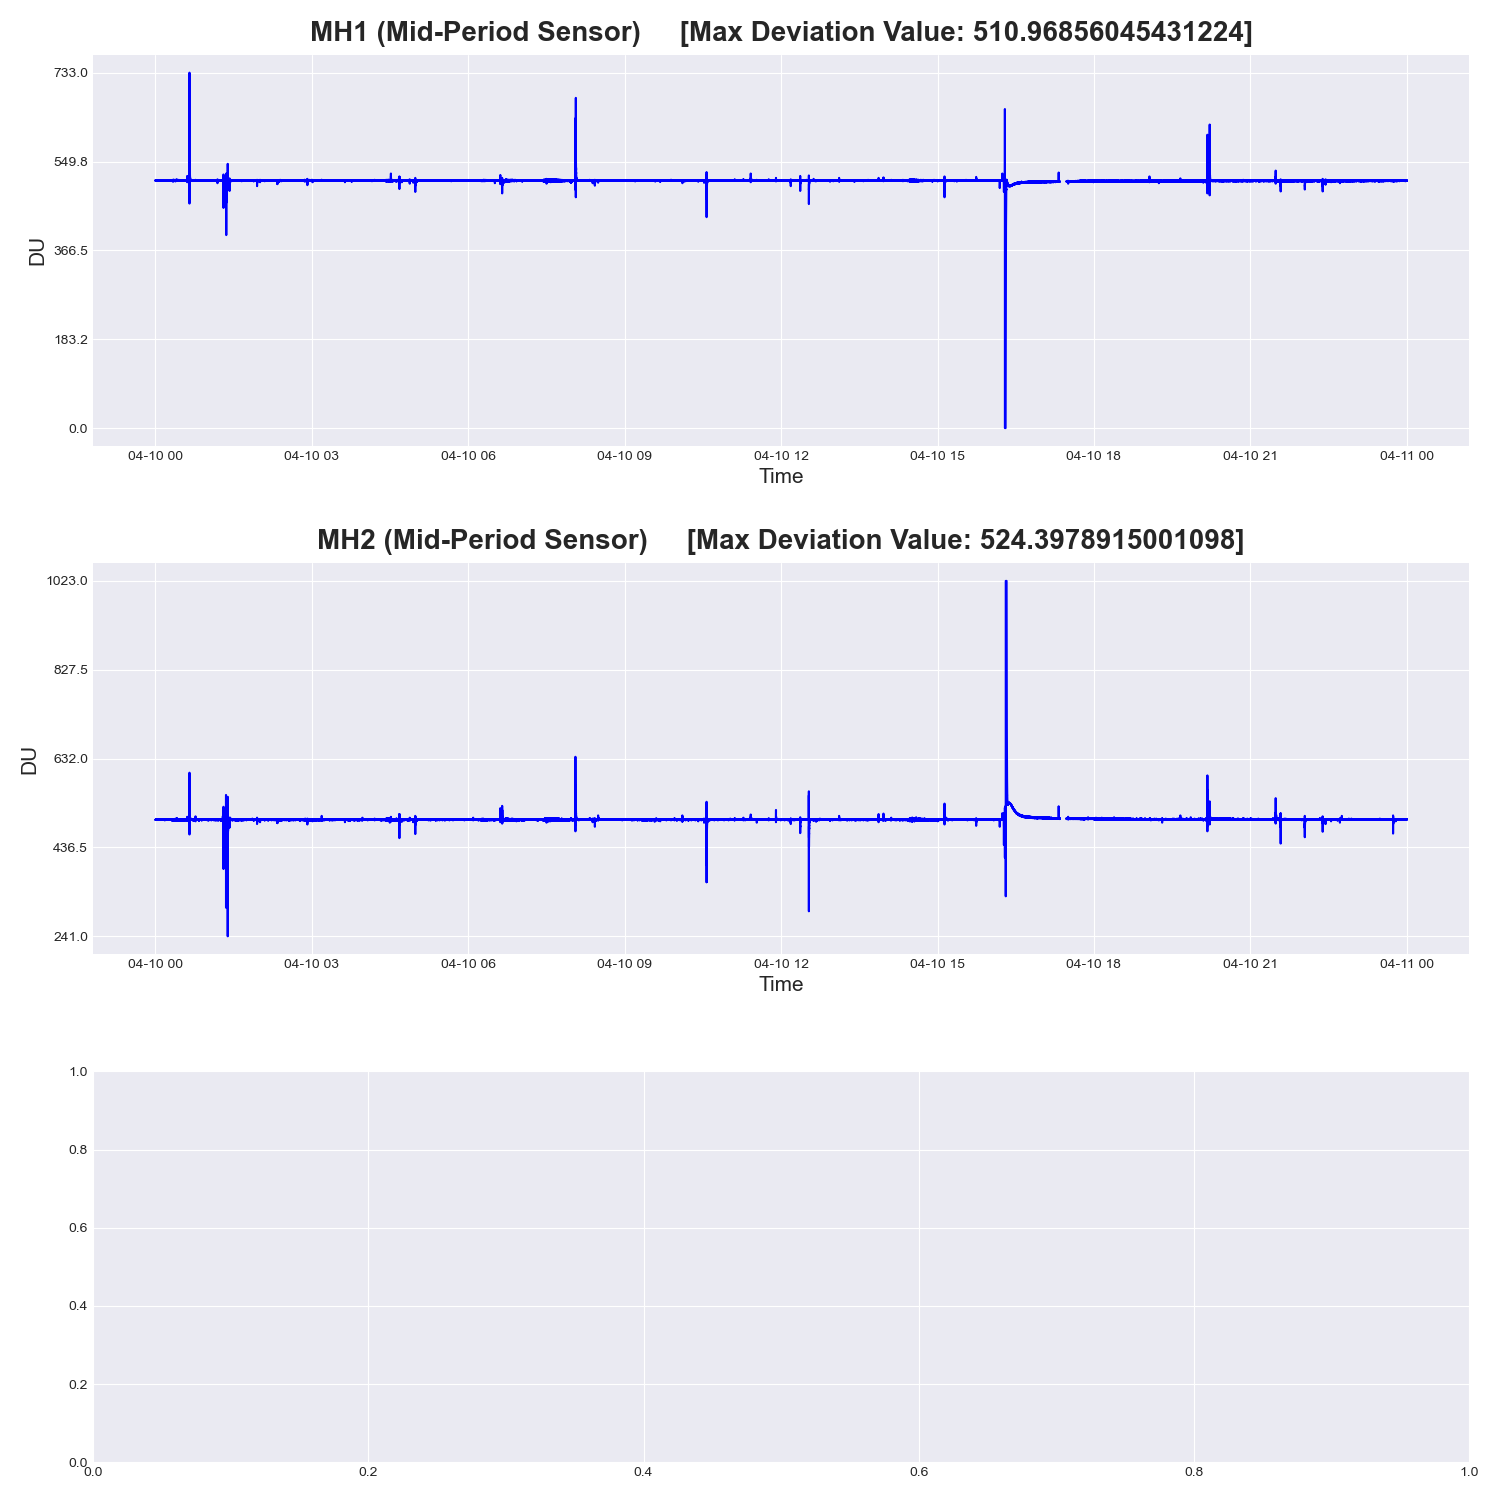 MH1 (Mid-Period Sensor) [Max Deviation Value: 510.96856045431224]
733.0
549.8
366.5
183.2
0.0
DU
04-10 00 04-10 03 04-10 06 04-10 09 04-10 12 04-10 15 04-10 18 04-10 21 04-11 00
Time
MH2 (Mid-Period Sensor) [Max Deviation Value: 524.3978915001098]
1023.0
827.5
632.0
436.5
241.0
DU
04-10 00 04-10 03 04-10 06 04-10 09 04-10 12 04-10 15 04-10 18 04-10 21 04-11 00
Time
1.0
0.8
0.6
0.4
0.2
0.0
0.0 0.2 0.4 0.6 0.8 1.0